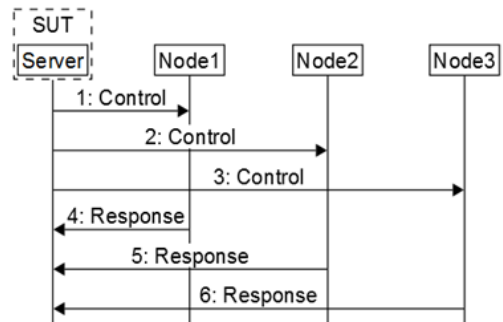 SUT
Server Node1 Node2 Node3
1: Control
2: Control
3: Control
4: Response
5: Response
6: Response